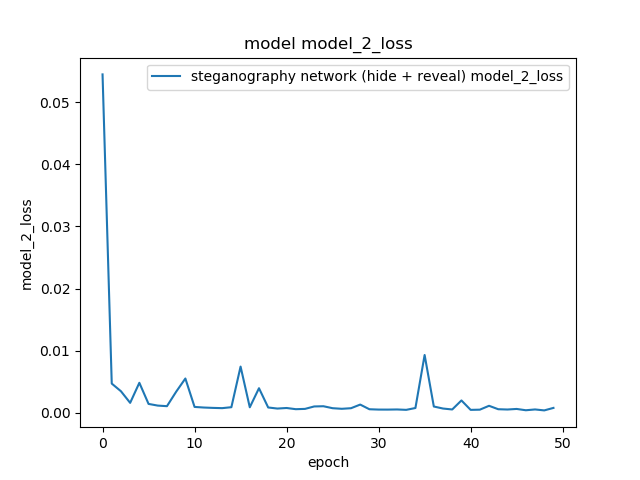 model model_2_loss
steganography network (hide + reveal) model_2_loss
0.05
0.04
0.03
0.02
0.01
0.00
model_2_loss
0 10 20 30 40 50
epoch